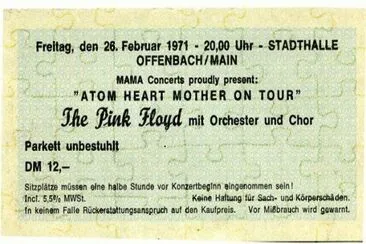 Freitag, den 26. Februar 1971 - 20,00 Uhr - STADTHALLE
OFFENBACH/MAIN
MAMA Concerts proudly present:
"ATOM HEART MOTHER ON TOUR"
The Pink Floyd mit Orchester und Chor
Parkett unbestuhlt
DM 12,—
Sitzplätze müssen eine halbe Stunde vor Konzertbeginn eingenommen sein!
Incl. 5,5% MWSt. Keine Haftung für Sach- und Körperschäden.
In keinem Falle Rückerstattungsanspruch auf den Kaufpreis. Vor Mißbrauch wird gewarnt.